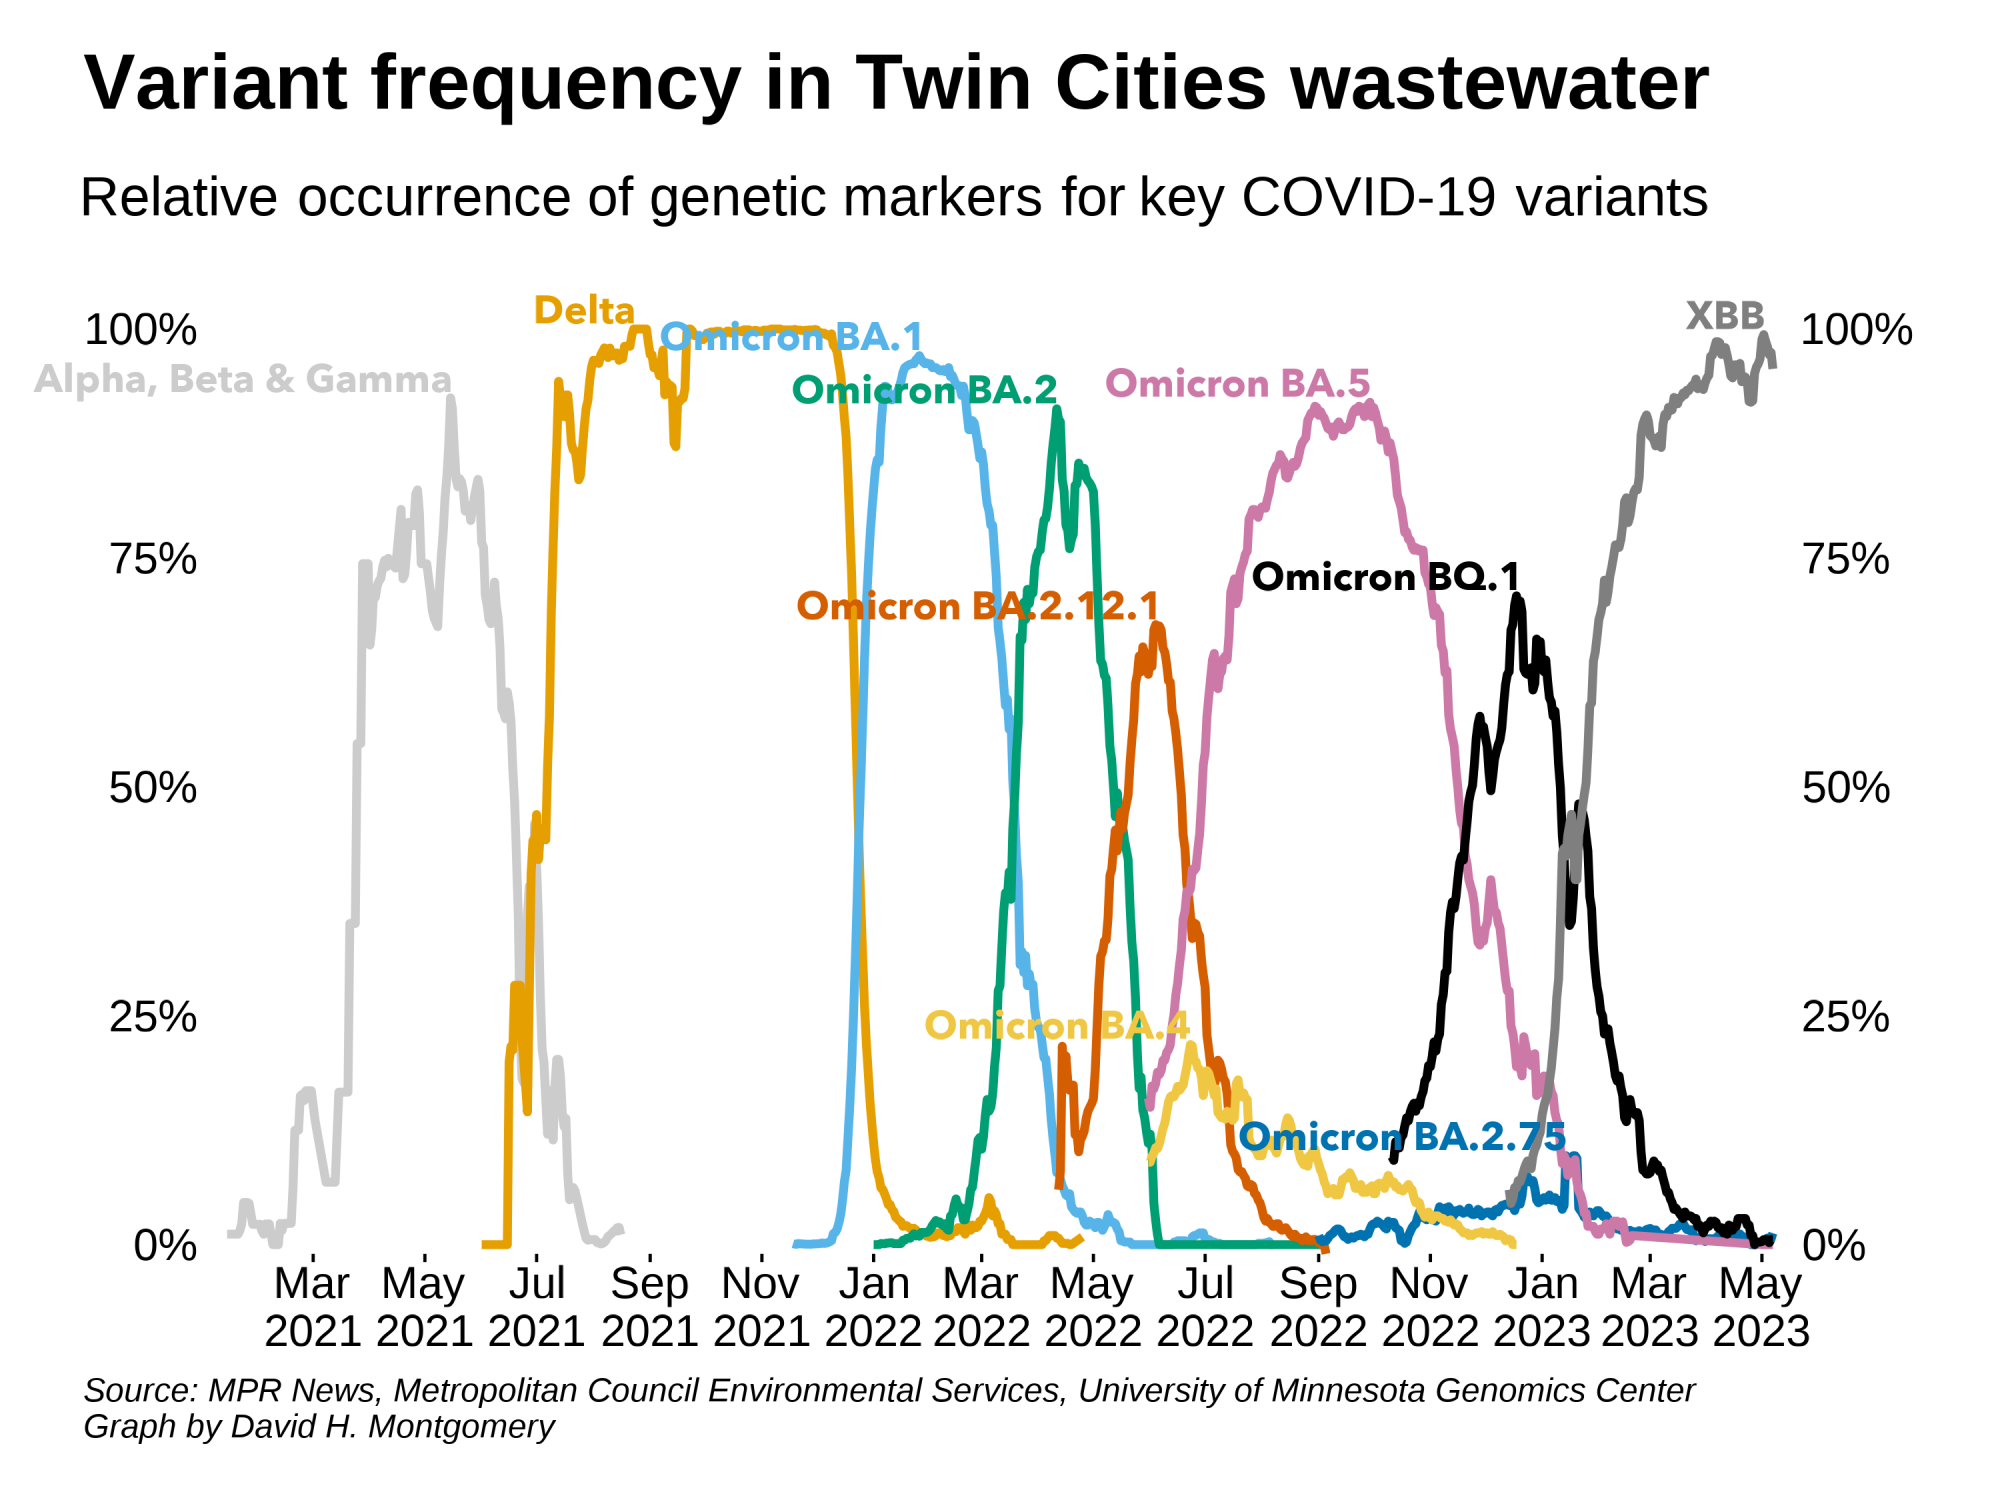 Variant frequency in Twin Cities wastewater
Relative occurrence of genetic markers for key COVID-19 variants
Delta
XBB
100%
Omicron BA.1
100%
Alpha, Beta & Gamma
Omicron BA.2
Omicron BA.5
75%
Omicron BQ.1
75%
Omicron BA.2.12.1
50%
50%
25%
Omicron BA.4
25%
Omicron BA.2.75
0%
0%
Mar May Jul Sep Nov Jan Mar May Jul Sep Nov Jan Mar May
2021 2021 2021 2021 2021 2022 2022 2022 2022 2022 2022 2023 2023 2023
Source: MPR News, Metropolitan Council Environmental Services, University of Minnesota Genomics Center
Graph by David H. Montgomery